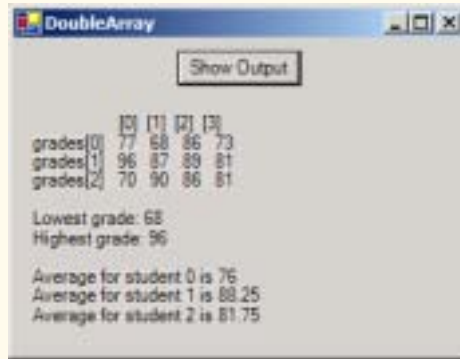 DoubleArray
Show Output
[0] [1] [2] [3]
grades[0] 77 68 86 73
grades[1] 96 87 89 81
grades[2] 70 90 86 81
Lowest grade: 68
Highest grade: 96
Average for student 0 is 76
Average for student 1 is 88.25
Average for student 2 is 81.75